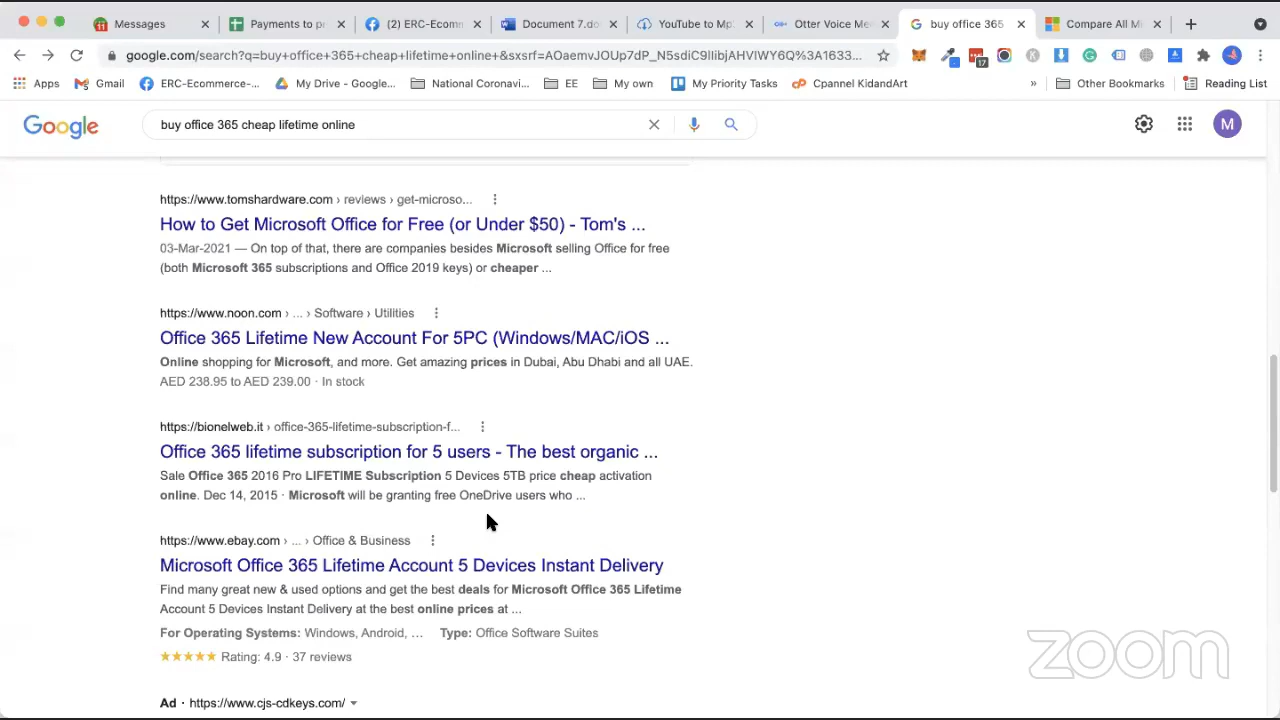 Messages
Payments to pr
(2) ERC-Ecomm
Document 7.do
YouTube to Mp
Otter Voice Me
buy office 365
Compare All Mi
google.com/search?q=buy+office+365+cheap+lifetime+online+&sxsrf=AOaemvJOUp7dP_N5sdiC9IlibjAHVlWY6Q%3A1633...
17
Apps
Gmail
ERC-Ecommerce-...
My Drive - Google...
National Coronavi...
EE
My own
My Priority Tasks
Cpannel KidandArt
»
Other Bookmarks
Reading List
Google
buy office 365 cheap lifetime online
M
https://www.tomshardware.com › reviews › get-microso...
How to Get Microsoft Office for Free (or Under $50) - Tom's ...
03-Mar-2021 — On top of that, there are companies besides Microsoft selling Office for free
(both Microsoft 365 subscriptions and Office 2019 keys) or cheaper ...
https://www.noon.com › ... › Software › Utilities
Office 365 Lifetime New Account For 5PC (Windows/MAC/iOS ...
Online shopping for Microsoft, and more. Get amazing prices in Dubai, Abu Dhabi and all UAE.
AED 238.95 to AED 239.00 · In stock
https://bionelweb.it › office-365-lifetime-subscription-f...
Office 365 lifetime subscription for 5 users - The best organic ...
Sale Office 365 2016 Pro LIFETIME Subscription 5 Devices 5TB price cheap activation
online. Dec 14, 2015 · Microsoft will be granting free OneDrive users who ...
https://www.ebay.com › ... › Office & Business
Microsoft Office 365 Lifetime Account 5 Devices Instant Delivery
Find many great new & used options and get the best deals for Microsoft Office 365 Lifetime
Account 5 Devices Instant Delivery at the best online prices at ...
For Operating Systems: Windows, Android, ... Type: Office Software Suites
★★★★★ Rating: 4.9 · 37 reviews
Ad · https://www.cjs-cdkeys.com/
zoom